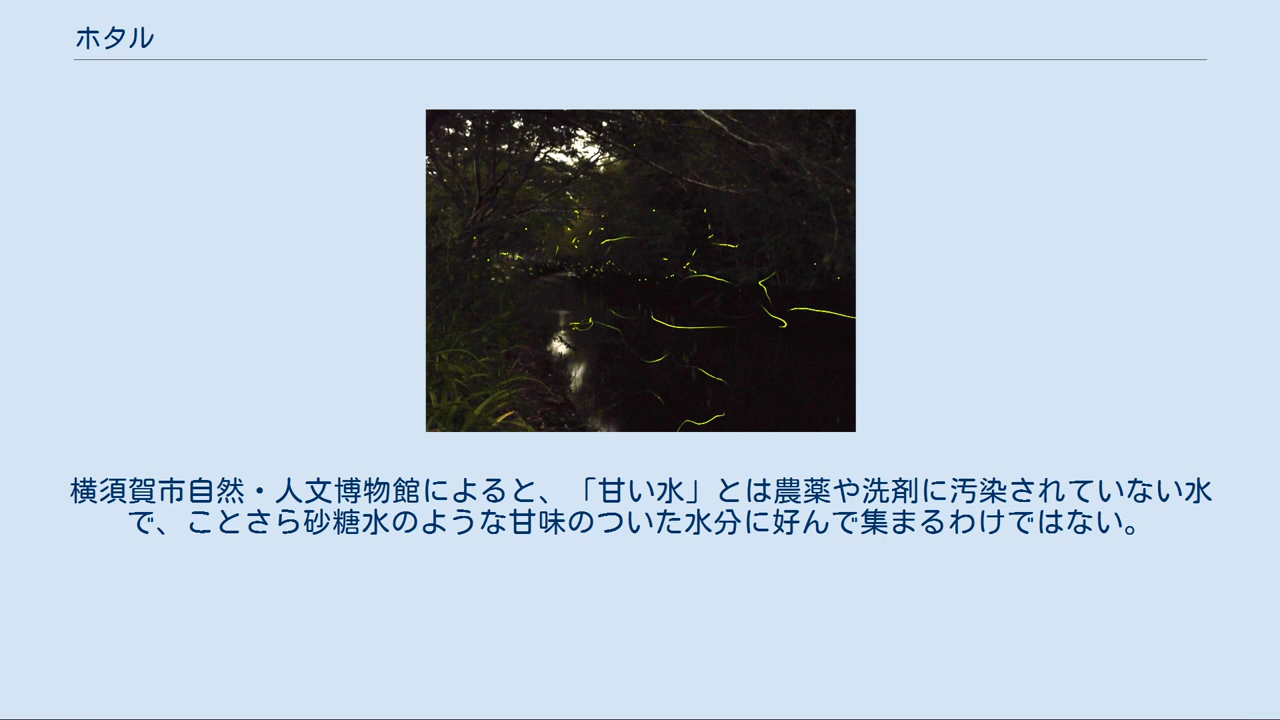 ホタル
横須賀市自然・人文博物館によると、「甘い水」とは農薬や洗剤に汚染されていない水
で、ことさら砂糖水のような甘味のついた水分に好んで集まるわけではない。